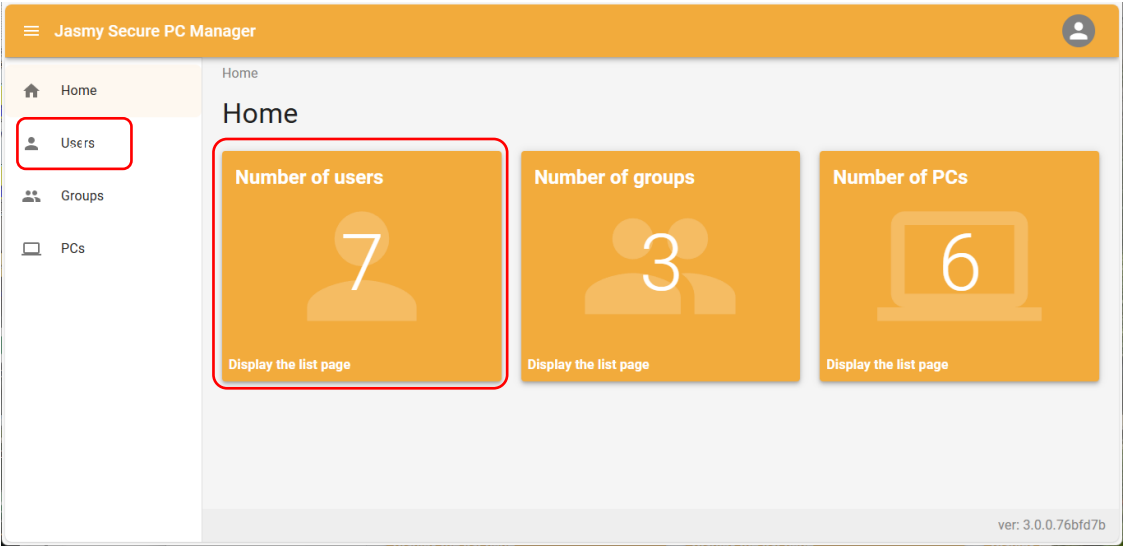 Jasmy Secure PC Manager
Home
Users
Groups
PCs
Home
Home
Number of users
7
Display the list page
Number of groups
3
Display the list page
Number of PCs
6
Display the list page
ver: 3.0.0.76bfd7b